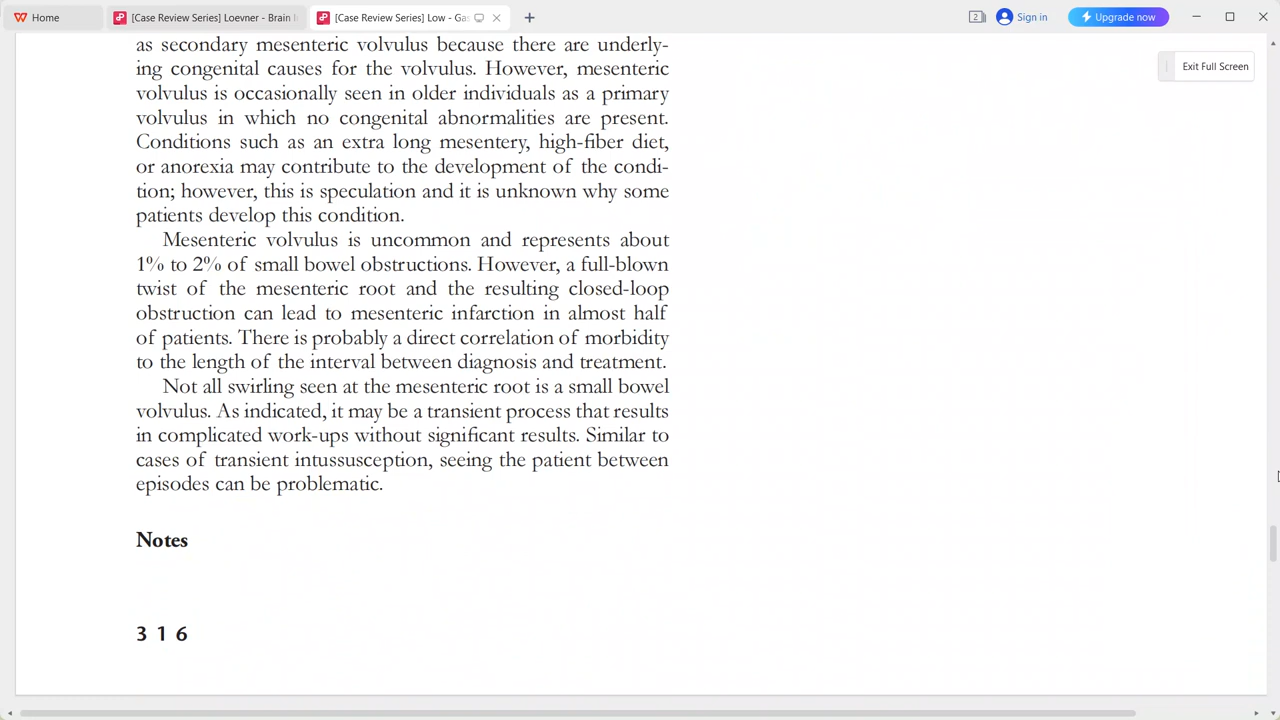 Home
[Case Review Series] Loevner - Brain I
[Case Review Series] Low - Ga
2
Sign in
Upgrade now
Exit Full Screen
as secondary mesenteric volvulus because there are underly-
ing congenital causes for the volvulus. However, mesenteric
volvulus is occasionally seen in older individuals as a primary
volvulus in which no congenital abnormalities are present.
Conditions such as an extra long mesentery, high-fiber diet,
or anorexia may contribute to the development of the condi-
tion; however, this is speculation and it is unknown why some
patients develop this condition.
Mesenteric volvulus is uncommon and represents about
1% to 2% of small bowel obstructions. However, a full-blown
twist of the mesenteric root and the resulting closed-loop
obstruction can lead to mesenteric infarction in almost half
of patients. There is probably a direct correlation of morbidity
to the length of the interval between diagnosis and treatment.
Not all swirling seen at the mesenteric root is a small bowel
volvulus. As indicated, it may be a transient process that results
in complicated work-ups without significant results. Similar to
cases of transient intussusception, seeing the patient between
episodes can be problematic.
Notes
3 1 6